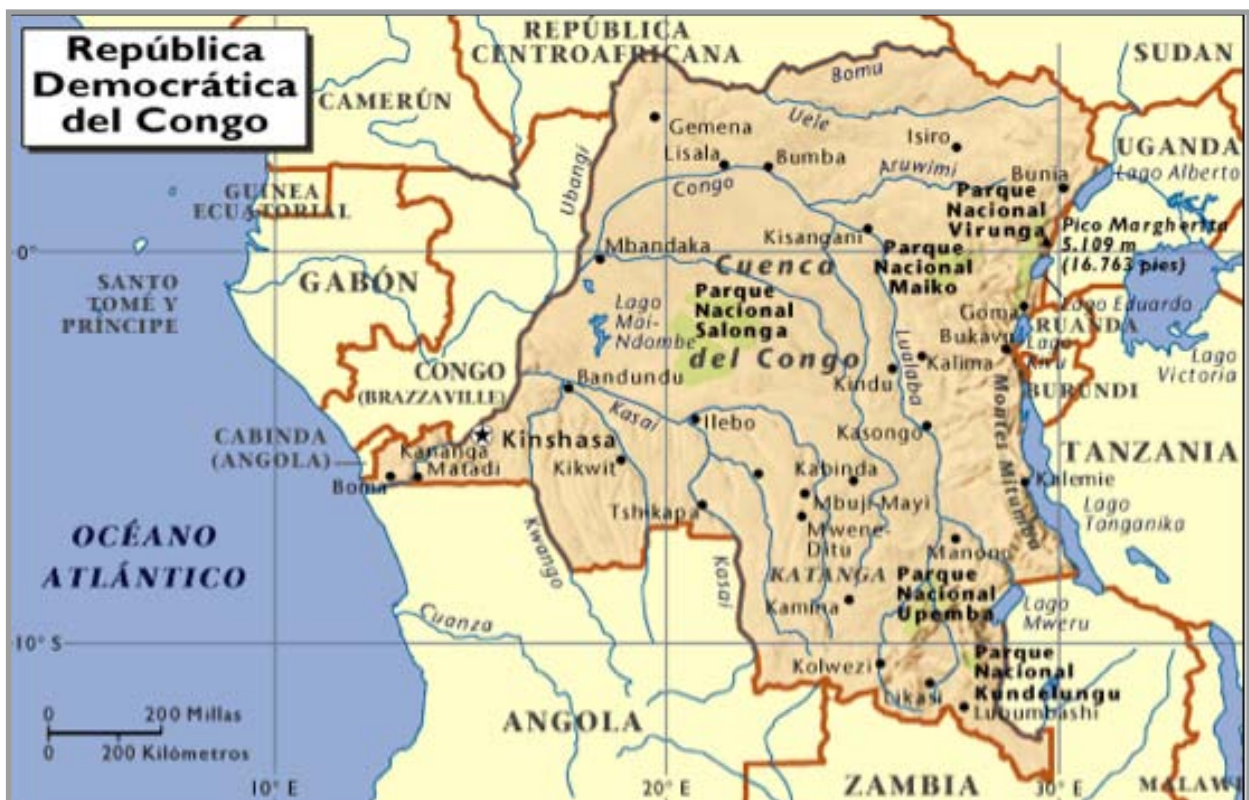 República
Democrática
del Congo
REPÚBLICA
CENTROAFRICANA
SUDAN
CAMERÚN
Bomu
Uele
Gemena
Isiro
UGANDA
Lisala
Bumba
Aruwimi
Lago Alberto
Ubangi
Congo
Bunia
GUINEA
ECUATORIAL
Parque
Nacional
Virunga
Pico Margherita
5.109 m
(16.763 pies)
0°
Mbandaka
Kisangani
Parque
Nacional
Maiko
Cuenca
del Congo
SANTO
TOMÉ Y
PRÍNCIPE
GABÓN
Lago
Mai-
Ndombe
Parque
Nacional
Salonga
Lago Eduardo
Goma
RUANDA
Bukavu
Lago
Kivu
Lualaba
Kalima
Lago
Victoria
CONGO
(BRAZZAVILLE)
Bandundu
Kindu
BURUNDI
Kasai
Ilebo
Montes Mitumba
CABINDA
(ANGOLA)
Kinshasa
Kasongo
TANZANIA
Kananga
Matadi
Boma
Kikwit
Kabinda
Kalemie
Tshikapa
Mbuji-Mayi
Lago
Tanganika
Mwene-
Ditu
OCÉANO
ATLÁNTICO
Kwango
Manono
Kasai
KATANGA
Parque
Nacional
Upemba
Kamina
Lago
Mweru
Cuanza
10° S
Kolwezi
Parque
Nacional
Kundelungu
Likasi
Lubumbashi
0 200 Millas
0 200 Kilómetros
ANGOLA
ZAMBIA
MALAWI
10° E
20° E
30° E